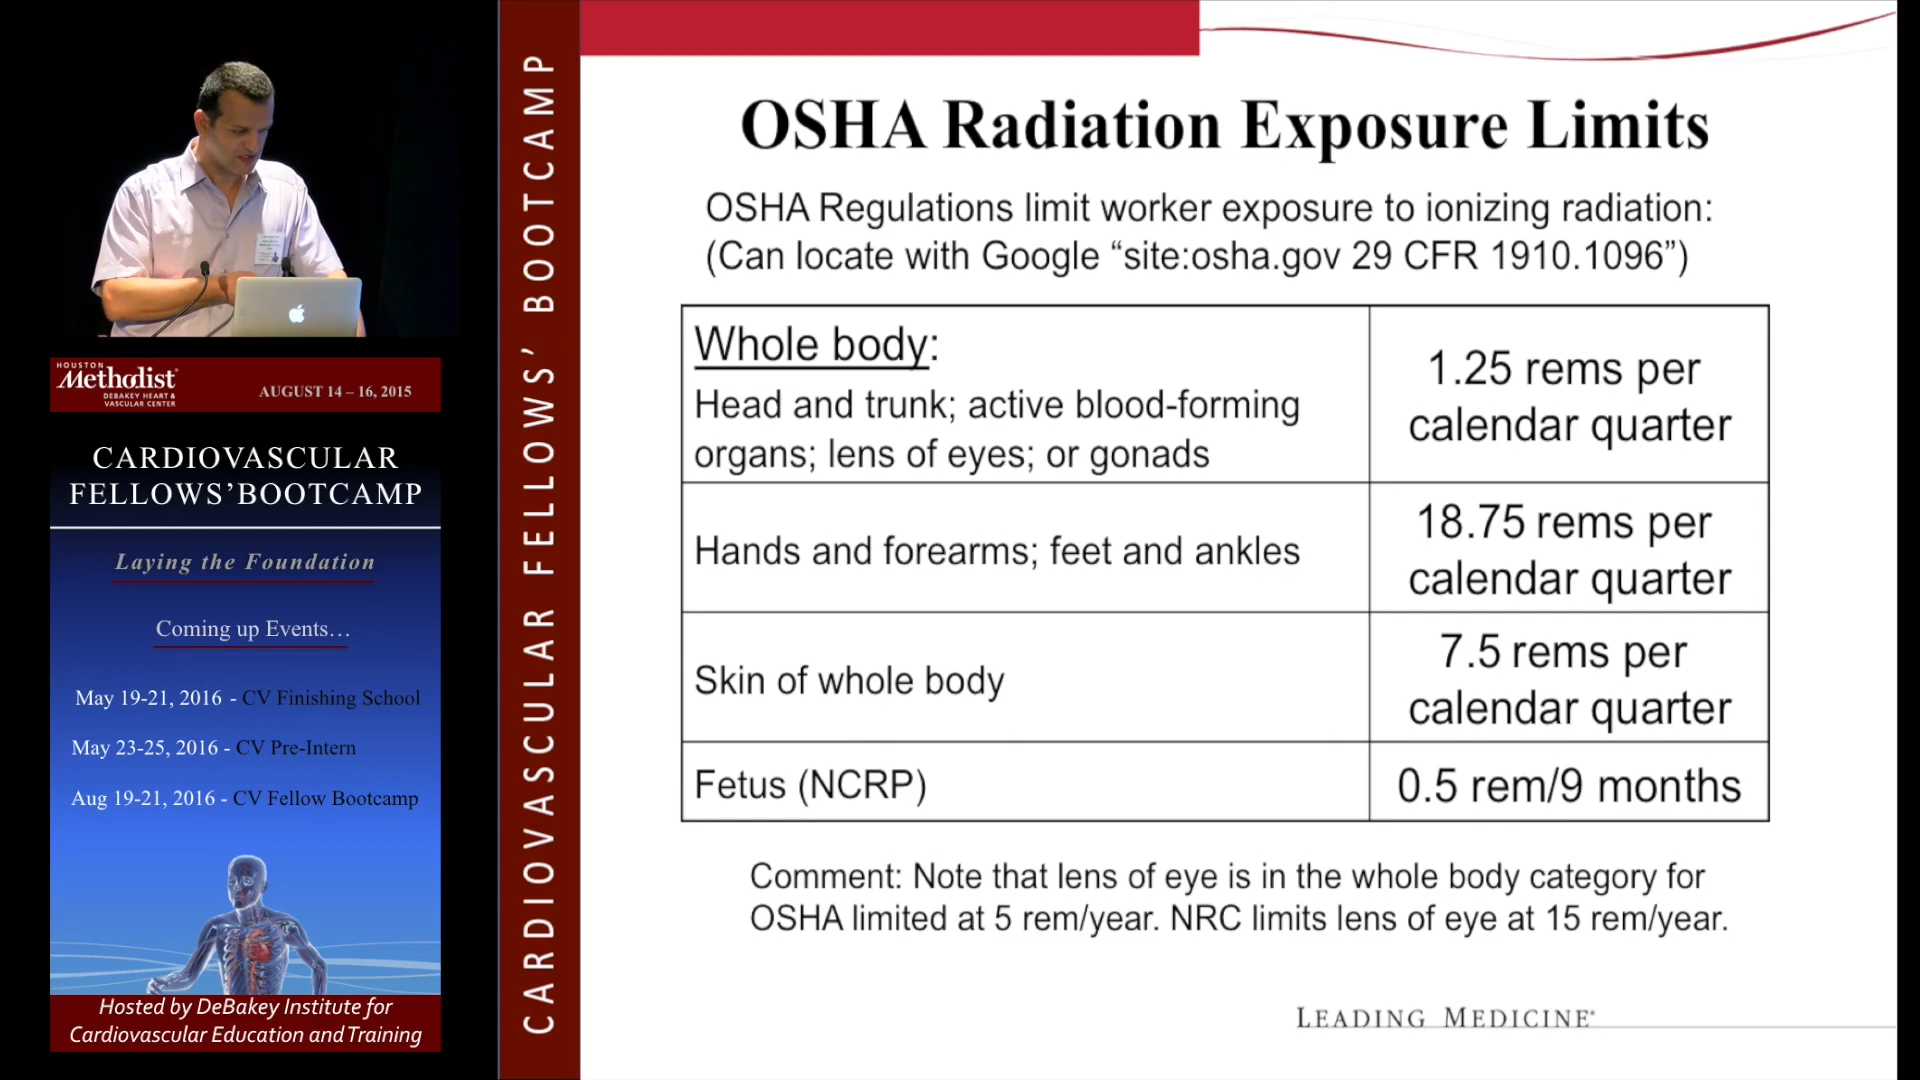 HOUSTON
Methodist
DEBAKEY HEART &
VASCULAR CENTER
AUGUST 14 – 16, 2015
CARDIOVASCULAR
FELLOWS’BOOTCAMP
Laying the Foundation
Coming up Events…
May 19-21, 2016 - CV Finishing School
May 23-25, 2016 - CV Pre-Intern
Aug 19-21, 2016 - CV Fellow Bootcamp
Hosted by DeBakey Institute for
Cardiovascular Education and Training
CARDIOVASCULAR FELLOWS’ BOOTCAMP
OSHA Radiation Exposure Limits
OSHA Regulations limit worker exposure to ionizing radiation:
(Can locate with Google “site:osha.gov 29 CFR 1910.1096”)
Whole body:
Head and trunk; active blood-forming
organs; lens of eyes; or gonads
1.25 rems per
calendar quarter
Hands and forearms; feet and ankles
18.75 rems per
calendar quarter
Skin of whole body
7.5 rems per
calendar quarter
Fetus (NCRP)
0.5 rem/9 months
Comment: Note that lens of eye is in the whole body category for
OSHA limited at 5 rem/year. NRC limits lens of eye at 15 rem/year.
LEADING MEDICINE